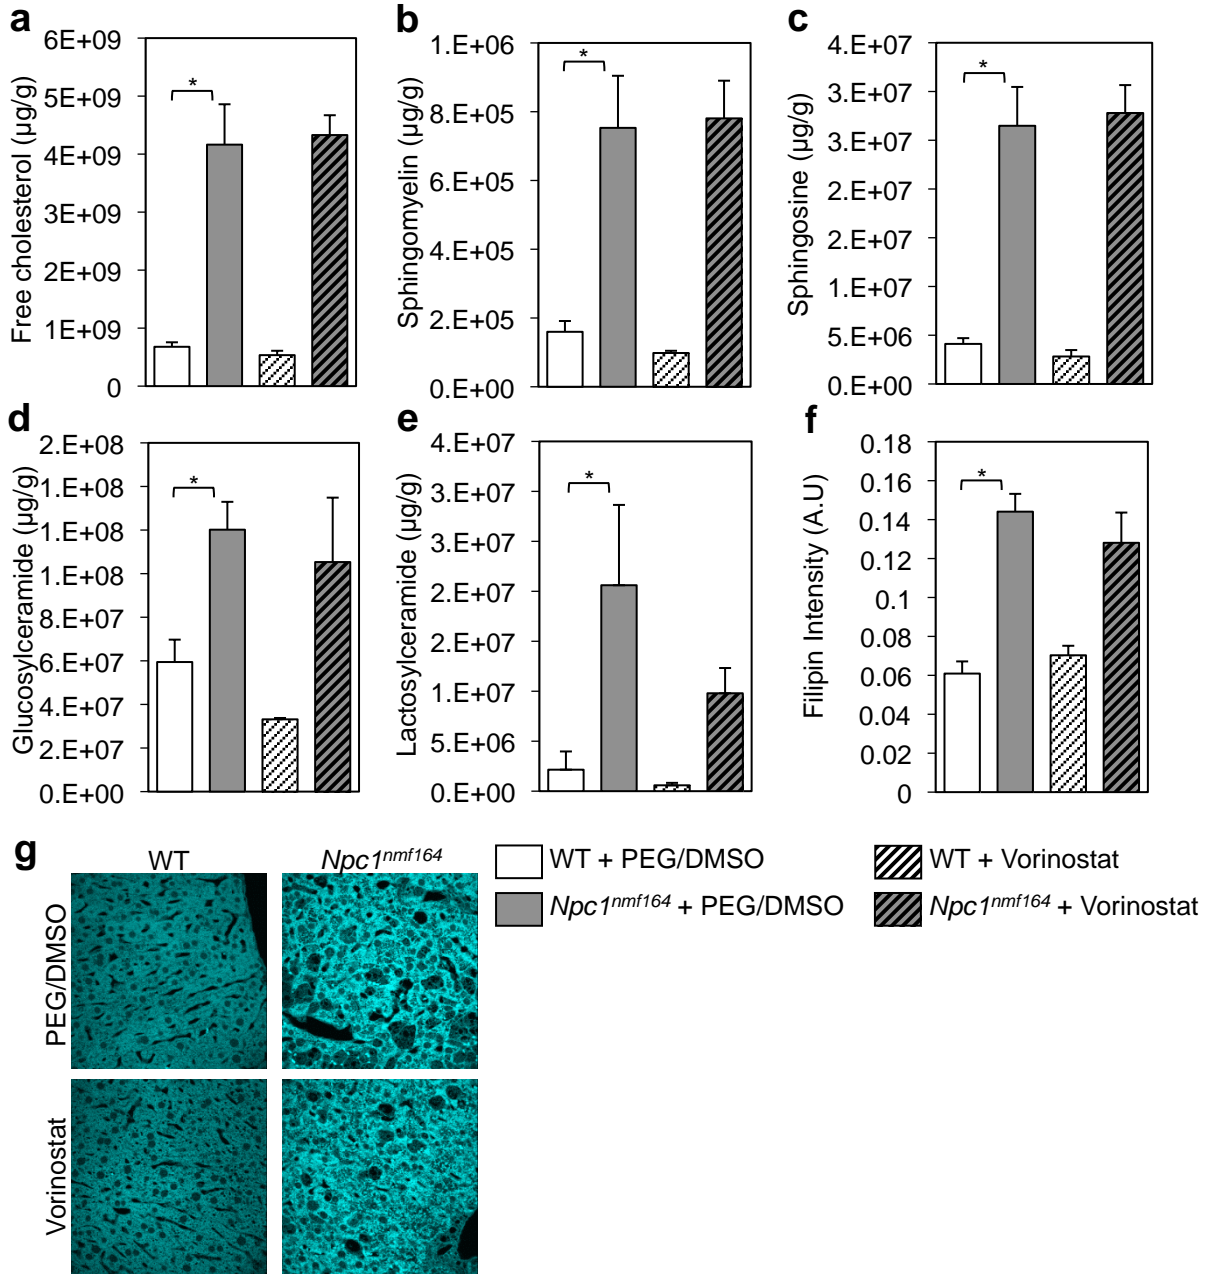 a
Free cholesterol (µg/g)
6E+09
5E+09
4E+09
3E+09
2E+09
1E+09
0
*
b
Sphingomyelin (µg/g)
1.E+06
8.E+05
6.E+05
4.E+05
2.E+05
0.E+00
*
c
Sphingosine (µg/g)
4.E+07
3.E+07
3.E+07
2.E+07
2.E+07
1.E+07
5.E+06
0.E+00
*
d
Glucosylceramide (µg/g)
2.E+08
1.E+08
1.E+08
1.E+08
8.E+07
6.E+07
4.E+07
2.E+07
0.E+00
*
e
Lactosylceramide (µg/g)
4.E+07
3.E+07
3.E+07
2.E+07
2.E+07
1.E+07
5.E+06
0.E+00
*
f
Filipin Intensity (A.U)
0.18
0.16
0.14
0.12
0.1
0.08
0.06
0.04
0.02
0
*
g
WT
Npc1nmf164
PEG/DMSO
Vorinostat
WT + PEG/DMSO
Npc1nmf164 + PEG/DMSO
WT + Vorinostat
Npc1nmf164 + Vorinostat